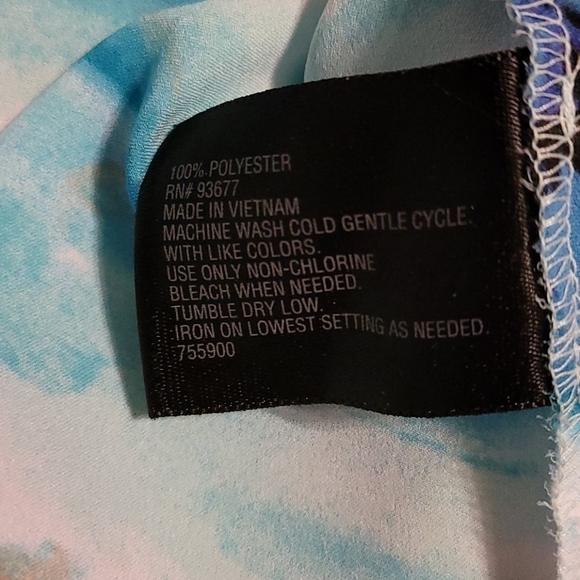 100% POLYESTER
RN# 93677
MADE IN VIETNAM
MACHINE WASH COLD GENTLE CYCLE
WITH LIKE COLORS.
USE ONLY NON-CHLORINE
BLEACH WHEN NEEDED.
TUMBLE DRY LOW.
IRON ON LOWEST SETTING AS NEEDED.
755900